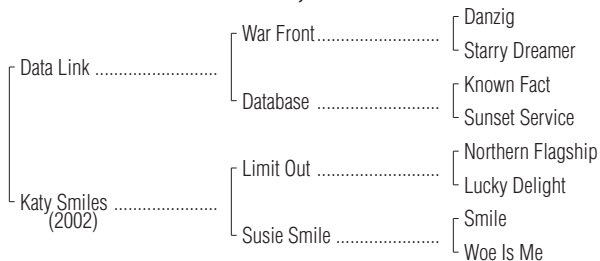 Danzig
War Front
Starry Dreamer
Data Link
Known Fact
Database
Sunset Service
Northern Flagship
Limit Out
Lucky Delight
Katy Smiles
(2002)
Smile
Susie Smile
Woe Is Me